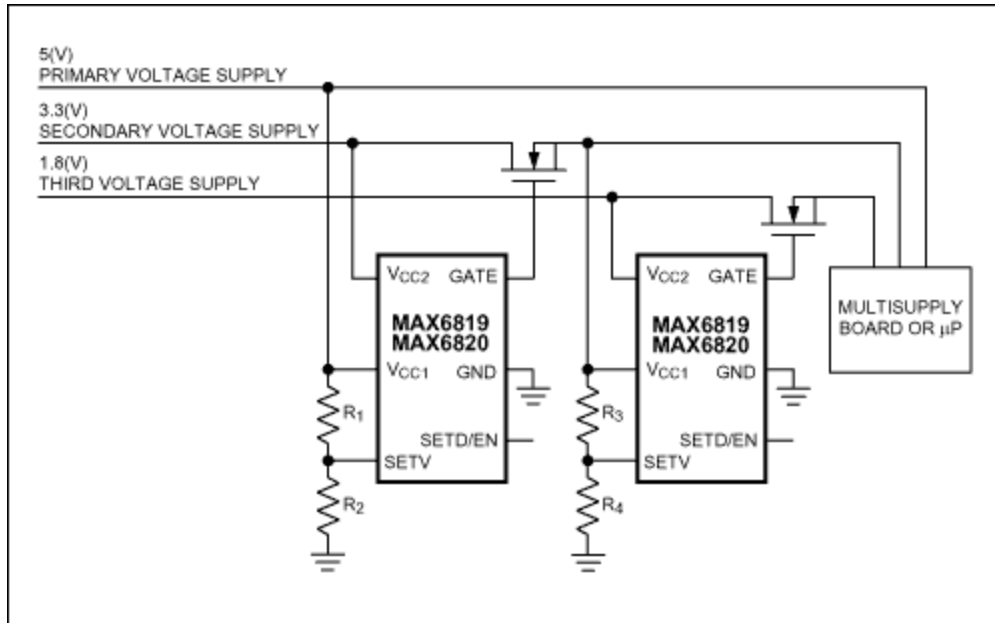 5(V)
PRIMARY VOLTAGE SUPPLY
3.3(V)
SECONDARY VOLTAGE SUPPLY
1.8(V)
THIRD VOLTAGE SUPPLY
VCC2 GATE
MAX6819
MAX6820
VCC1 GND
SETD/EN
SETV
R1
R2
VCC2 GATE
MAX6819
MAX6820
VCC1 GND
SETD/EN
SETV
R3
R4
MULTISUPPLY
BOARD OR μP